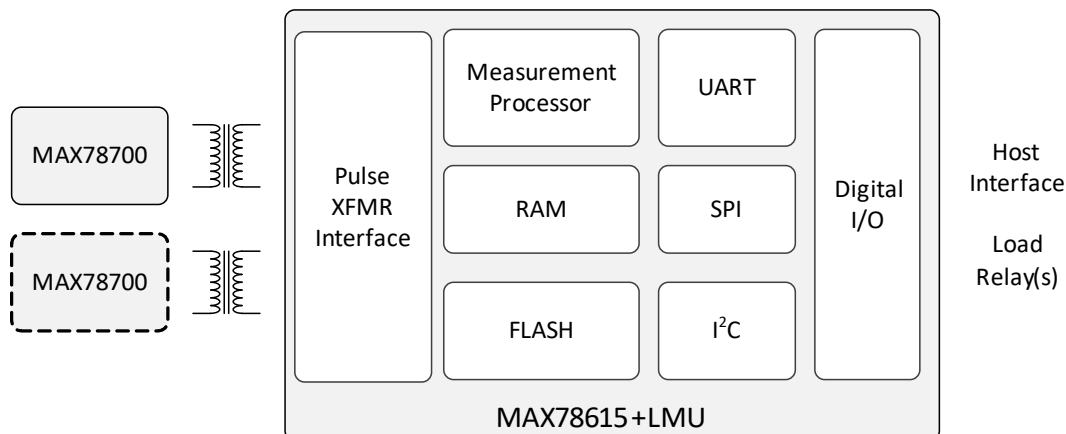 MAX78700
MAX78700
Pulse
XFMR
Interface
Measurement
Processor
UART
RAM
SPI
FLASH
I²C
Digital
I/O
MAX78615+LMU
Host
Interface
Load
Relay(s)